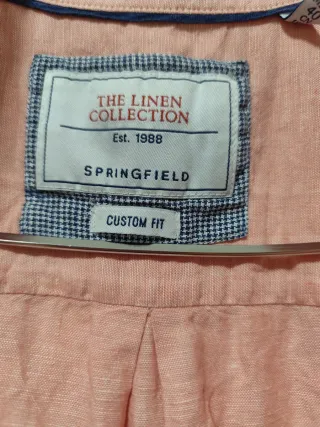 THE LINEN
COLLECTION
Est. 1988
SPRINGFIELD
CUSTOM FIT